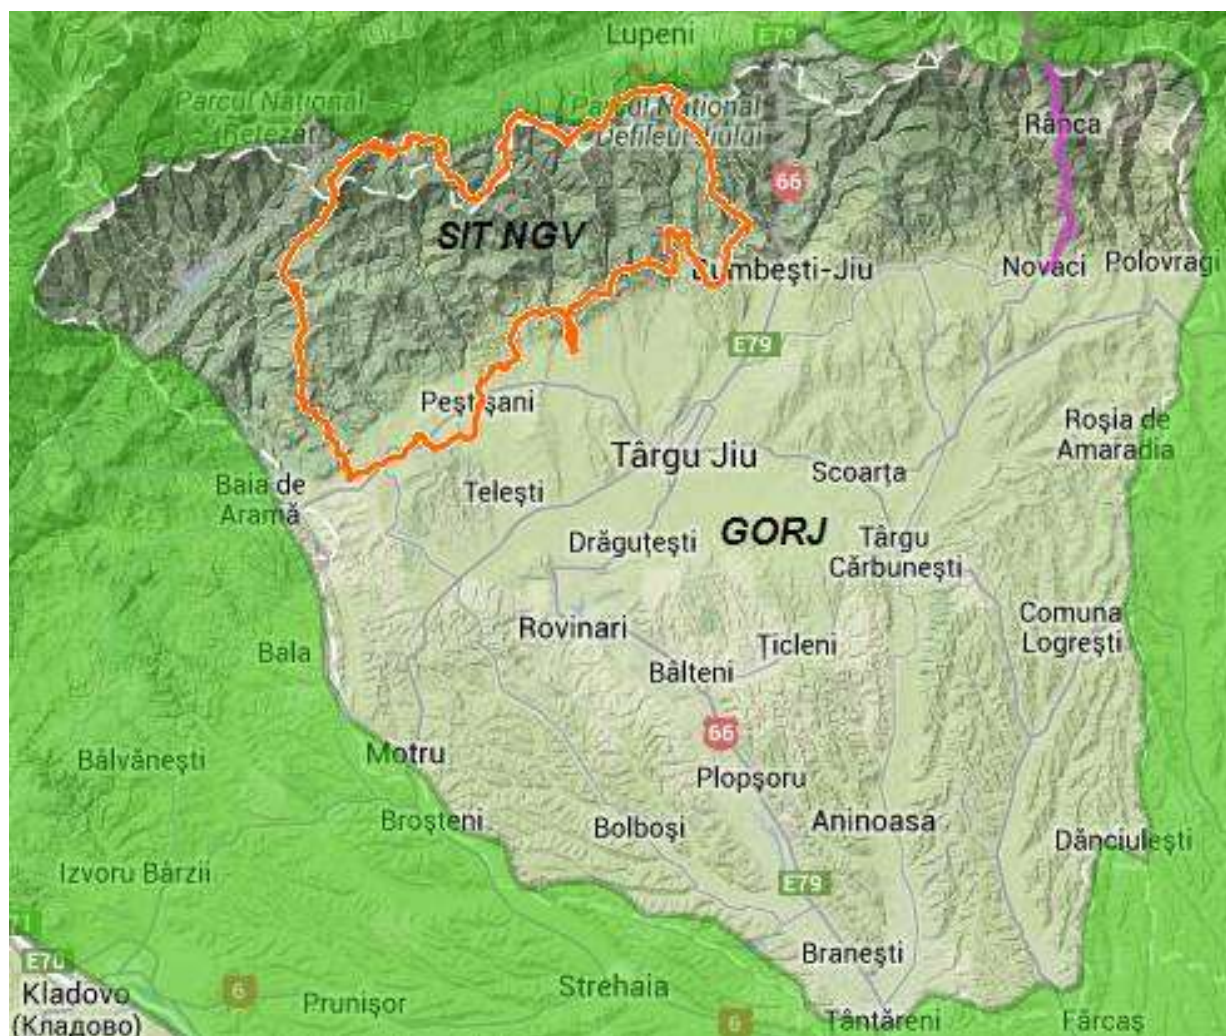 Lupeni
E79
Parcul Național
(Retezat)
Parcul Național
Defileul Jiului
Rânca
66
SIT NGV
Bumbești-Jiu
Novaci
Polovragi
E79
Peștișani
Roșia de
Amaradia
Târgu Jiu
Scoarța
Baia de
Aramă
Telești
Drăguțești
GORJ
Târgu
Cărbunești
Rovinari
Comuna
Logrești
Bala
Țicleni
Bâlteni
66
Motru
Bâlvănești
Plopșoru
Broșteni
Bolboși
Aninoasa
Dănciulești
Izvoru Bârzii
E79
71
E70
Branești
Kladovo
(Кладово)
6
Prunișor
Strehaia
6
Țânțăreni
Fărcaș